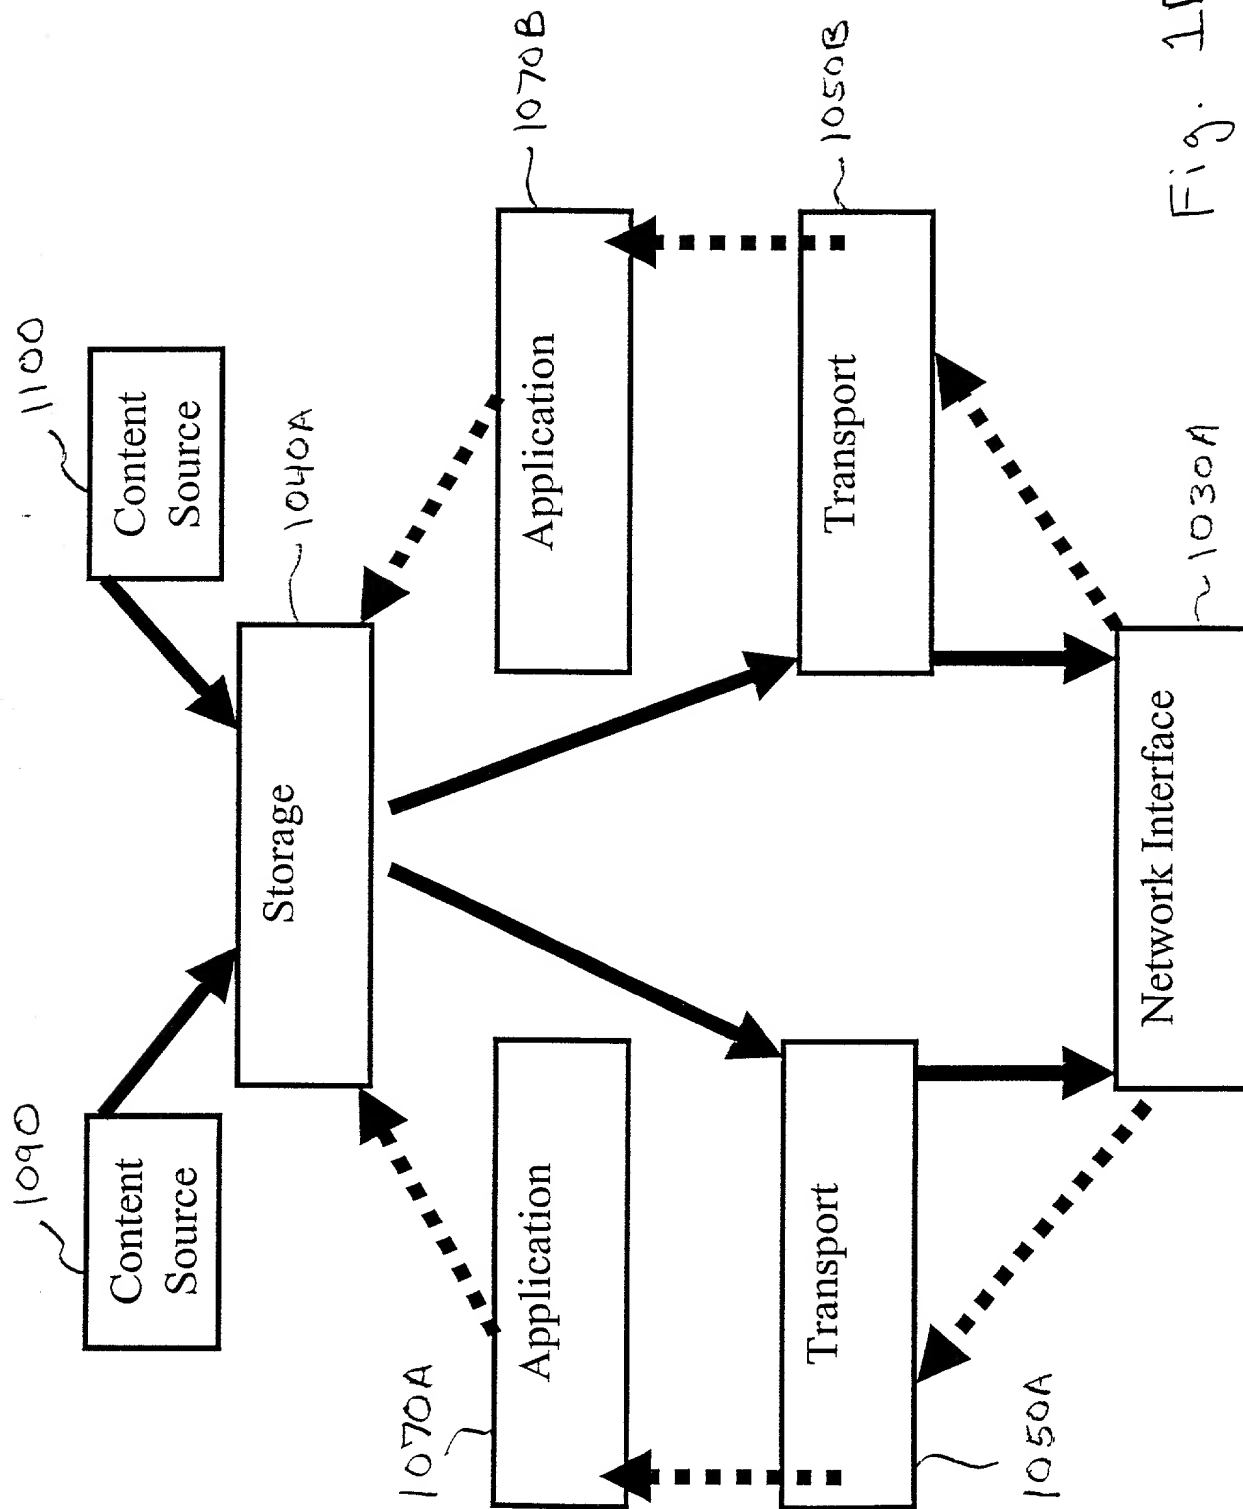 1090
1100
Content
Source
Content
Source
Storage
1040A
1070A
Application
Application
1070B
Transport
Transport
1050B
1050A
Network Interface
1030A
Fig.